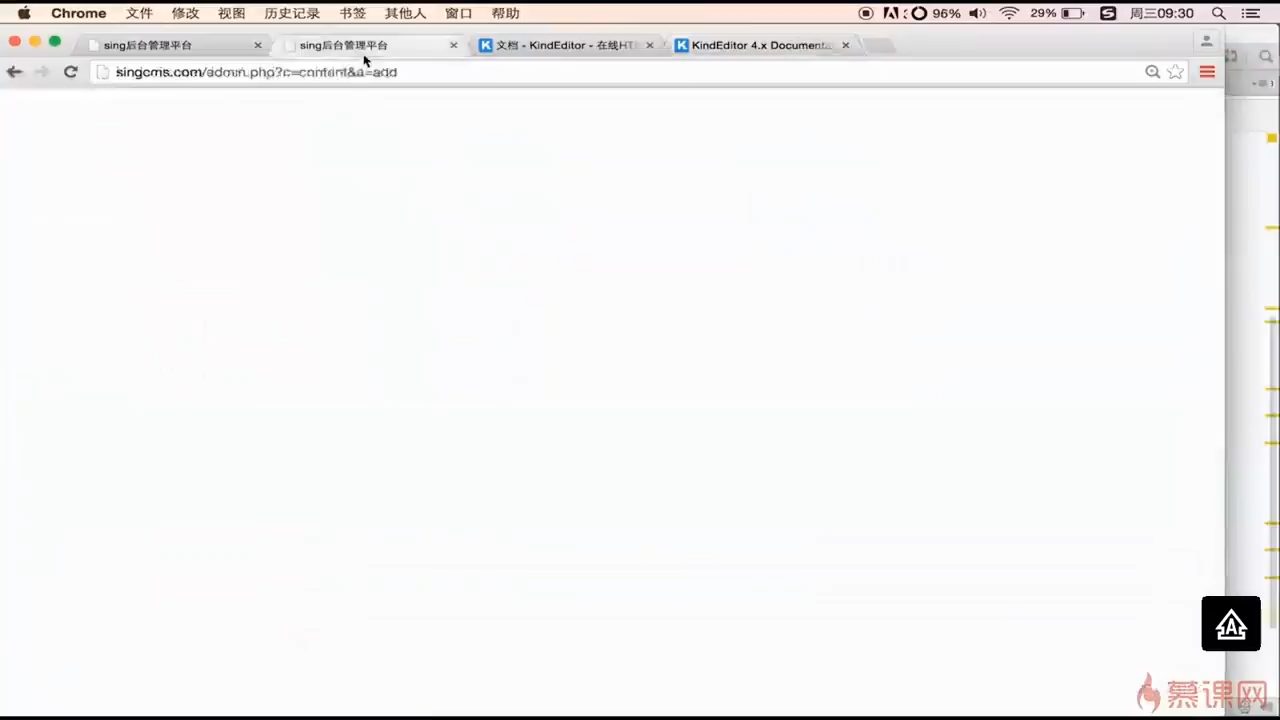 Chrome 文件 修改 视图 历史记录 书签 其他人 窗口 帮助 96% 29% 周三09:30
sing后台管理平台 sing后台管理平台 文档 - KindEditor - 在线HT KindEditor 4.x Documenta
singcms.com/admin.php?c=content&a=add
A
慕课网